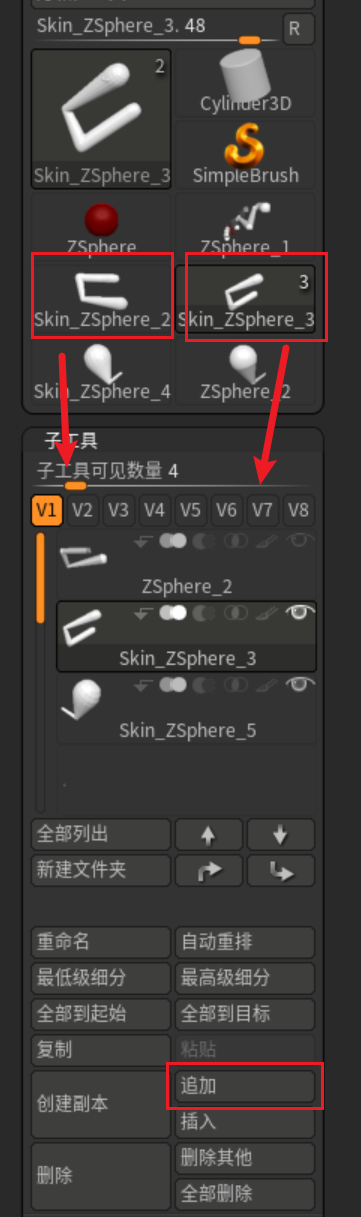 Skin_ZSphere_3. 48
R
2
Skin_ZSphere_3
Cylinder3D
SimpleBrush
ZSphere
ZSphere_1
Skin_ZSphere_2
3
Skin_ZSphere_3
Skin_ZSphere_4
ZSphere_2
子工具
子工具可见数量 4
V1 V2 V3 V4 V5 V6 V7 V8
ZSphere_2
Skin_ZSphere_3
Skin_ZSphere_5
全部列出
新建文件夹
重命名 自动重排
最低级细分 最高级细分
全部到起始 全部到目标
复制 粘贴
创建副本
追加
插入
删除
删除其他
全部删除